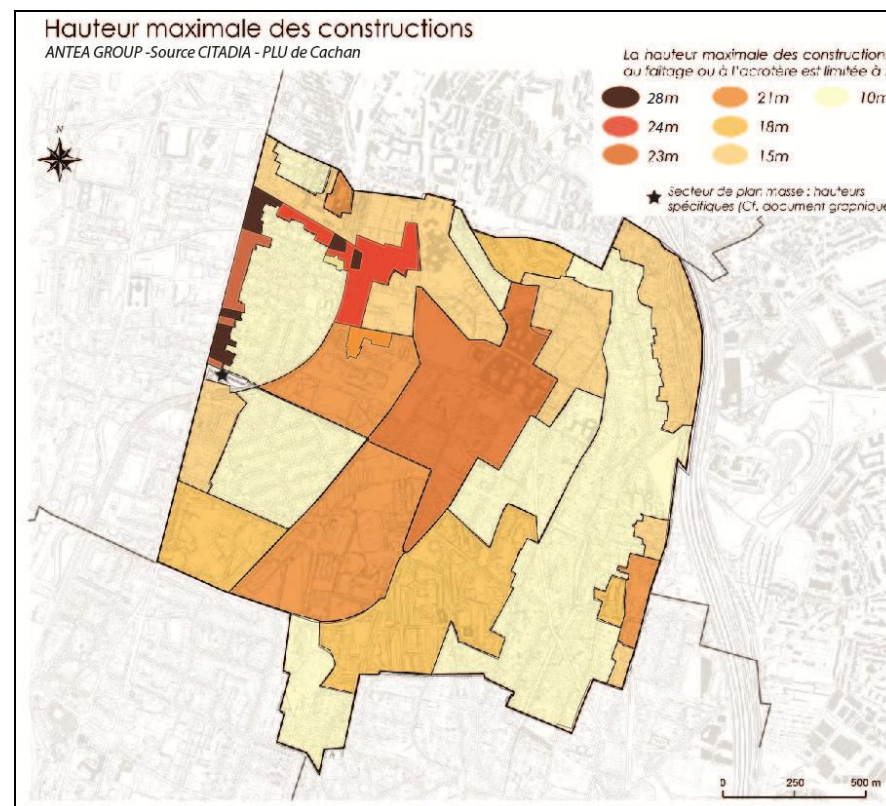 Hauteur maximale des constructions
ANTEA GROUP -Source CITADIA - PLU de Cachan
La hauteur maximale des construction
au faîtage ou à l'acrotère est limitée à
28m
21m
10m
24m
18m
23m
15m
Secteur de plan masse : hauteurs
spécifiques (Cf. document graphique
N
0 250 500 m